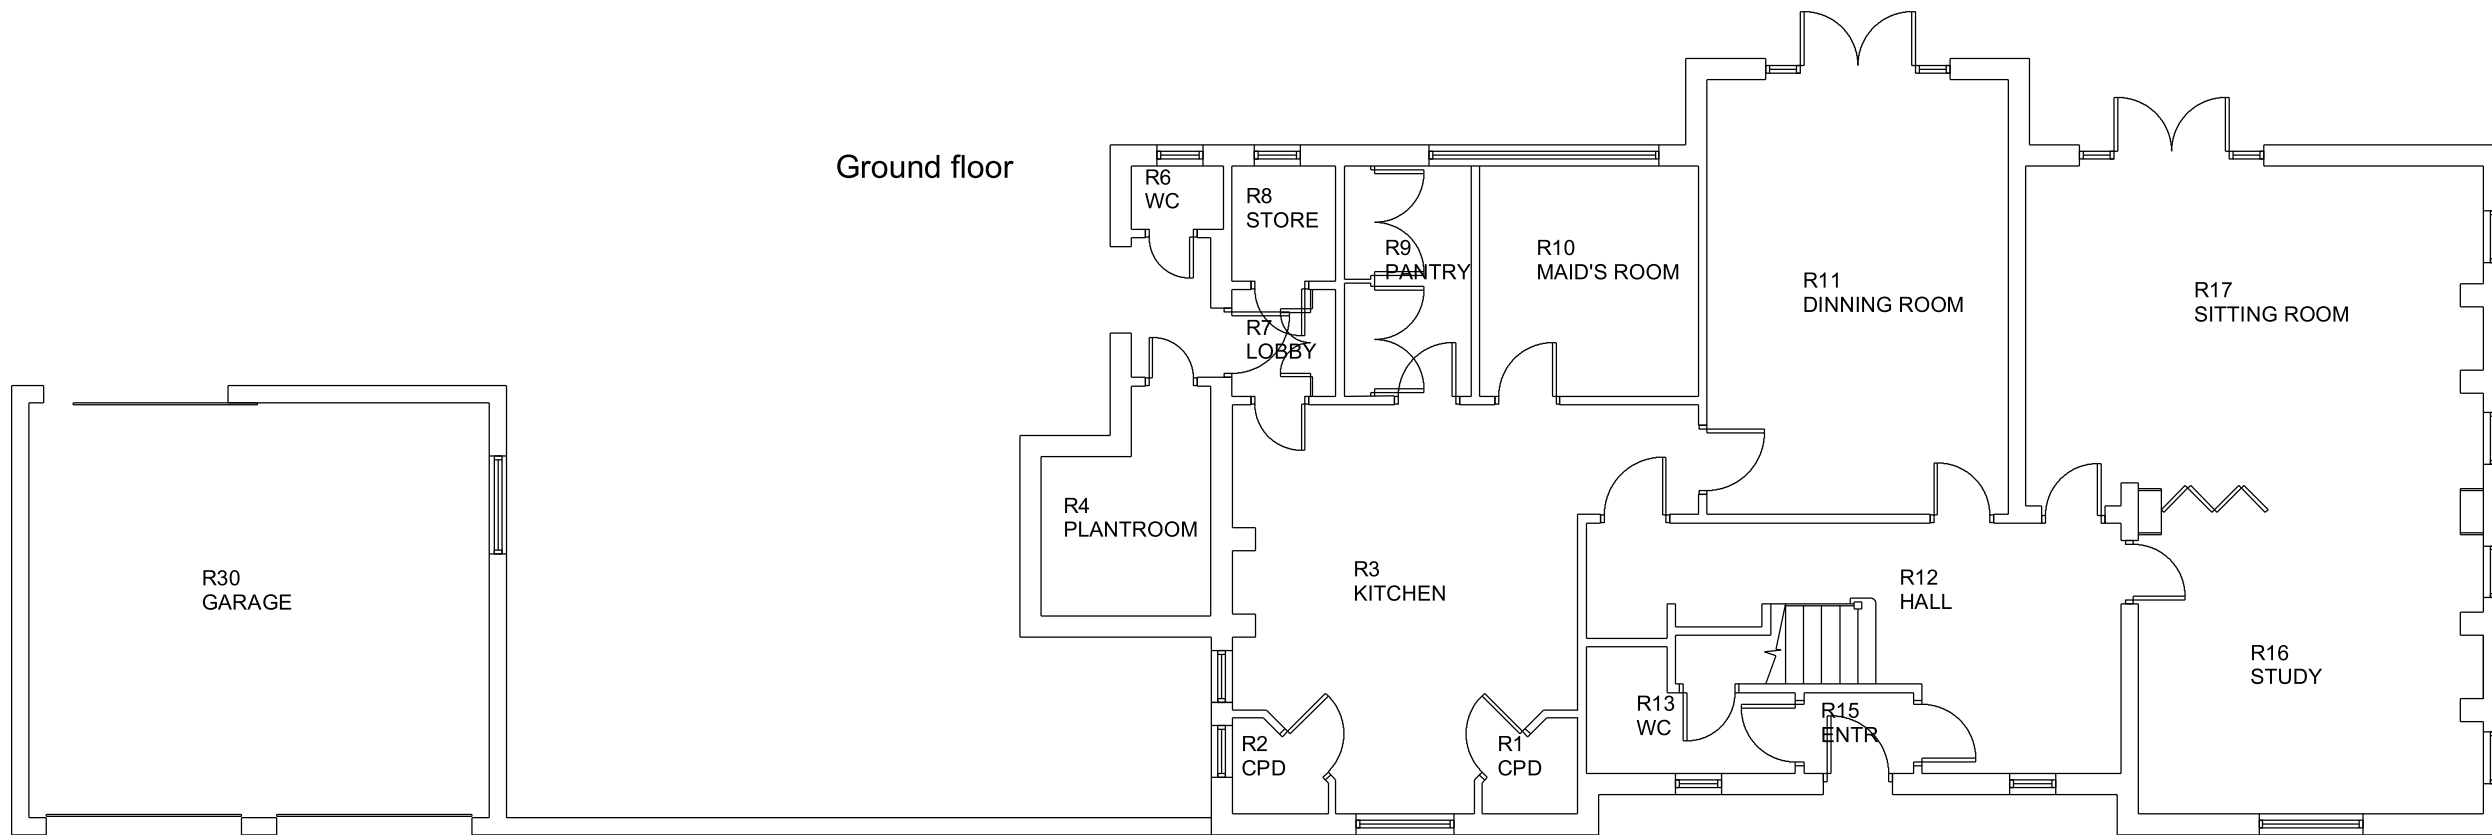 Ground floor
R6
WC
R8
STORE
R9
PANTRY
R10
MAID'S ROOM
R11
DINNING ROOM
R17
SITTING ROOM
R7
LOBBY
R4
PLANTROOM
R30
GARAGE
R3
KITCHEN
R12
HALL
R16
STUDY
R13
WC
R15
ENTR
R2
CPD
R1
CPD